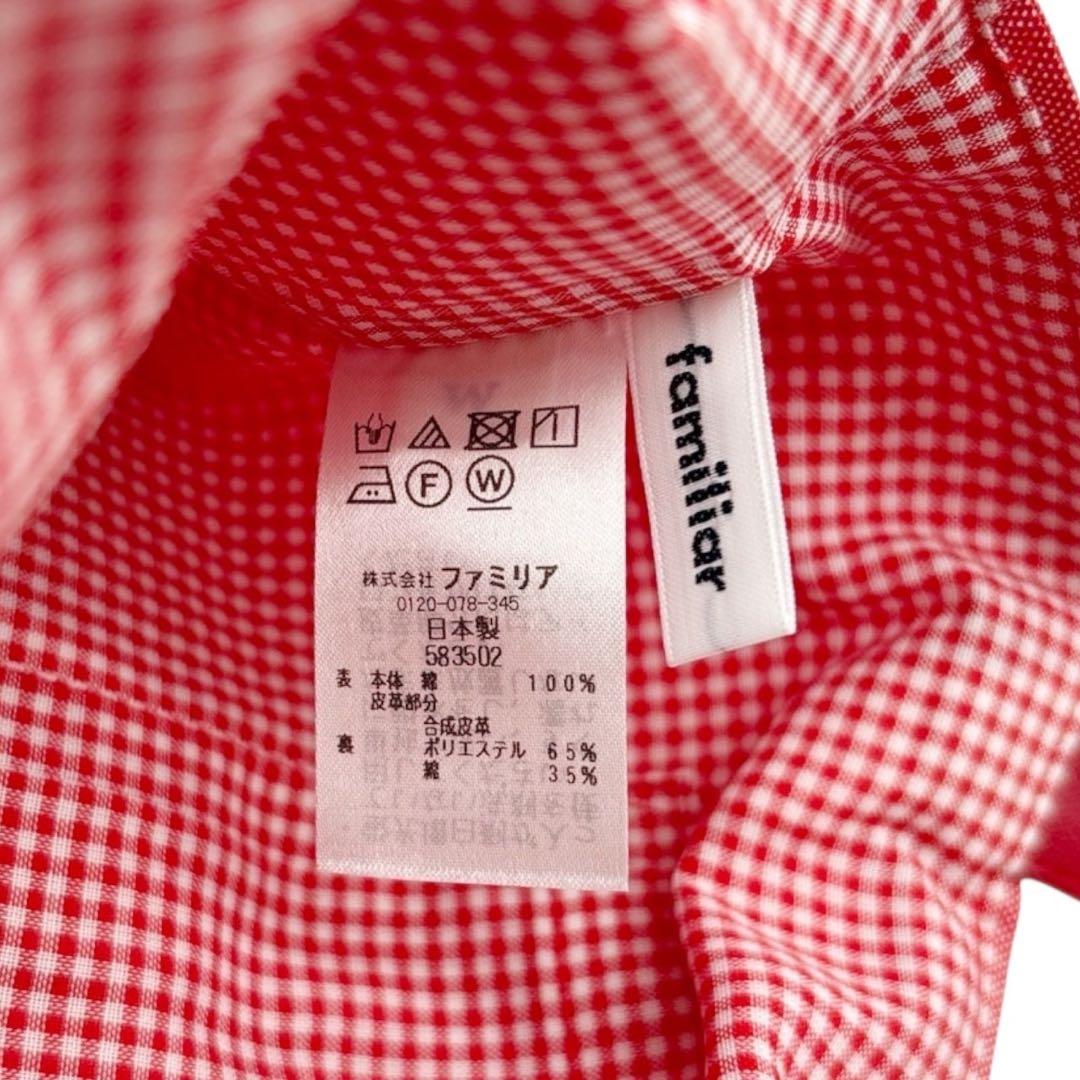 F W
株式会社 ファミリア
0120-078-345
日本製
583502
表 本体 綿 100%
皮革部分
合成皮革
裏 ポリエステル 65%
綿 35%
familiar